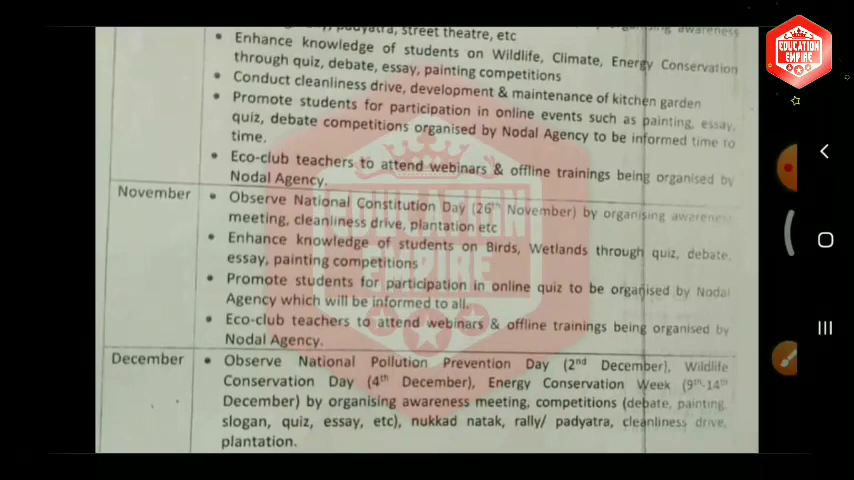 padyatra, street theatre, etc
awareness
• Enhance knowledge of students on Wildlife, Climate, Energy Conservation
through quiz, debate, essay, painting competitions
• Conduct cleanliness drive, development & maintenance of kitchen garden
• Promote students for participation in online events such as painting, essay,
quiz, debate competitions organised by Nodal Agency to be informed time to
time.
• Eco-club teachers to attend webinars & offline trainings being organised by
Nodal Agency.
November
• Observe National Constitution Day (26th November) by organising awareness
meeting, cleanliness drive, plantation etc
• Enhance knowledge of students on Birds, Wetlands through quiz, debate,
essay, painting competitions
• Promote students for participation in online quiz to be organised by Nodal
Agency which will be informed to all.
• Eco-club teachers to attend webinars & offline trainings being organised by
Nodal Agency.
December
• Observe National Pollution Prevention Day (2nd December), Wildlife
Conservation Day (4th December), Energy Conservation Week (9th-14th
December) by organising awareness meeting, competitions (debate, painting,
slogan, quiz, essay, etc), nukkad natak, rally/ padyatra, cleanliness drive,
plantation.
EDUCATION
EMPIRE
EDUCATION
EMPIRE